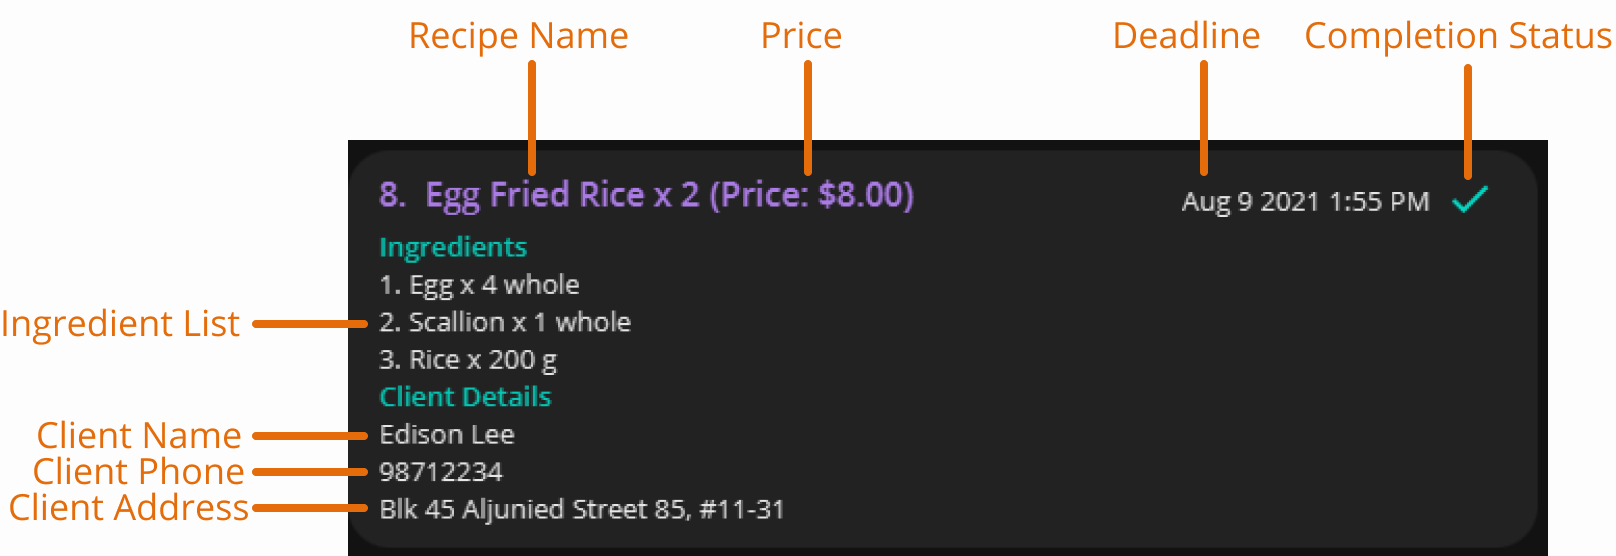 Recipe Name
Price
Deadline
Completion Status
8. Egg Fried Rice x 2 (Price: $8.00)
Aug 9 2021 1:55 PM
Ingredients
1. Egg x 4 whole
Ingredient List
2. Scallion x 1 whole
3. Rice x 200 g
Client Details
Client Name
Edison Lee
Client Phone
98712234
Client Address
Blk 45 Aljunied Street 85, #11-31